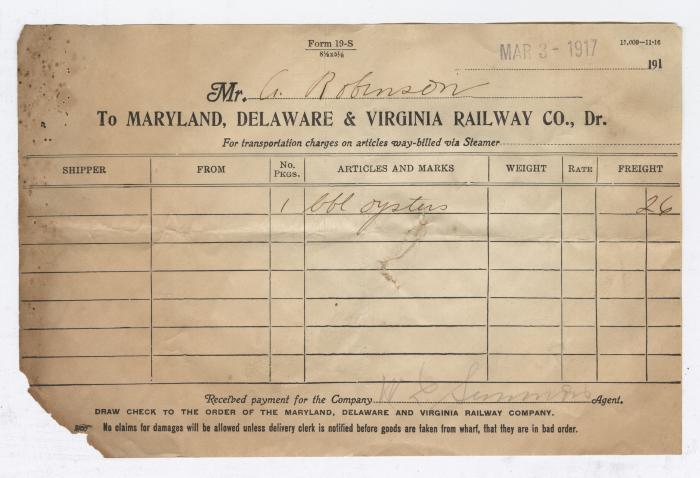 Form 19-S
8½x5½
15,000-11-16
MAR 3 - 1917
191
Mr. A. Robinson
To MARYLAND, DELAWARE & VIRGINIA RAILWAY CO., Dr.
For transportation charges on articles way-billed via Steamer
SHIPPER FROM No. PKGS. ARTICLES AND MARKS WEIGHT RATE FREIGHT
1 bbl oysters 26
Received payment for the Company W Simmons Agent.
DRAW CHECK TO THE ORDER OF THE MARYLAND, DELAWARE AND VIRGINIA RAILWAY COMPANY.
No claims for damages will be allowed unless delivery clerk is notified before goods are taken from wharf, that they are in bad order.